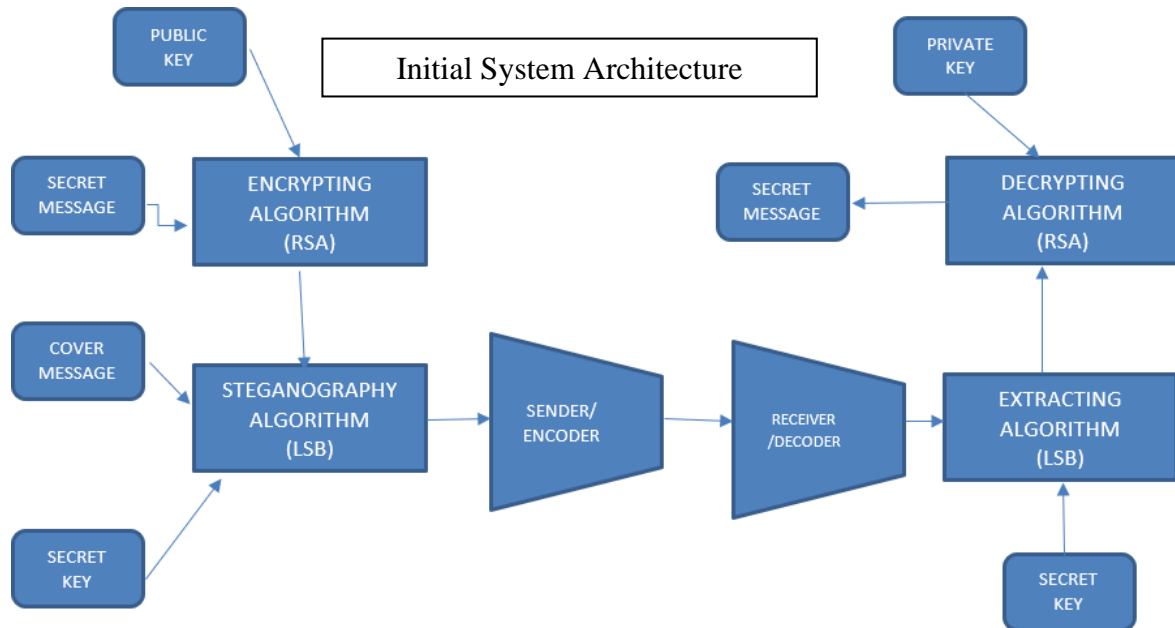 PUBLIC
KEY
Initial System Architecture
PRIVATE
KEY
SECRET
MESSAGE
ENCRYPTING
ALGORITHM
(RSA)
SECRET
MESSAGE
DECRYPTING
ALGORITHM
(RSA)
COVER
MESSAGE
STEGANOGRAPHY
ALGORITHM
(LSB)
SENDER/
ENCODER
RECEIVER
/DECODER
EXTRACTING
ALGORITHM
(LSB)
SECRET
KEY
SECRET
KEY